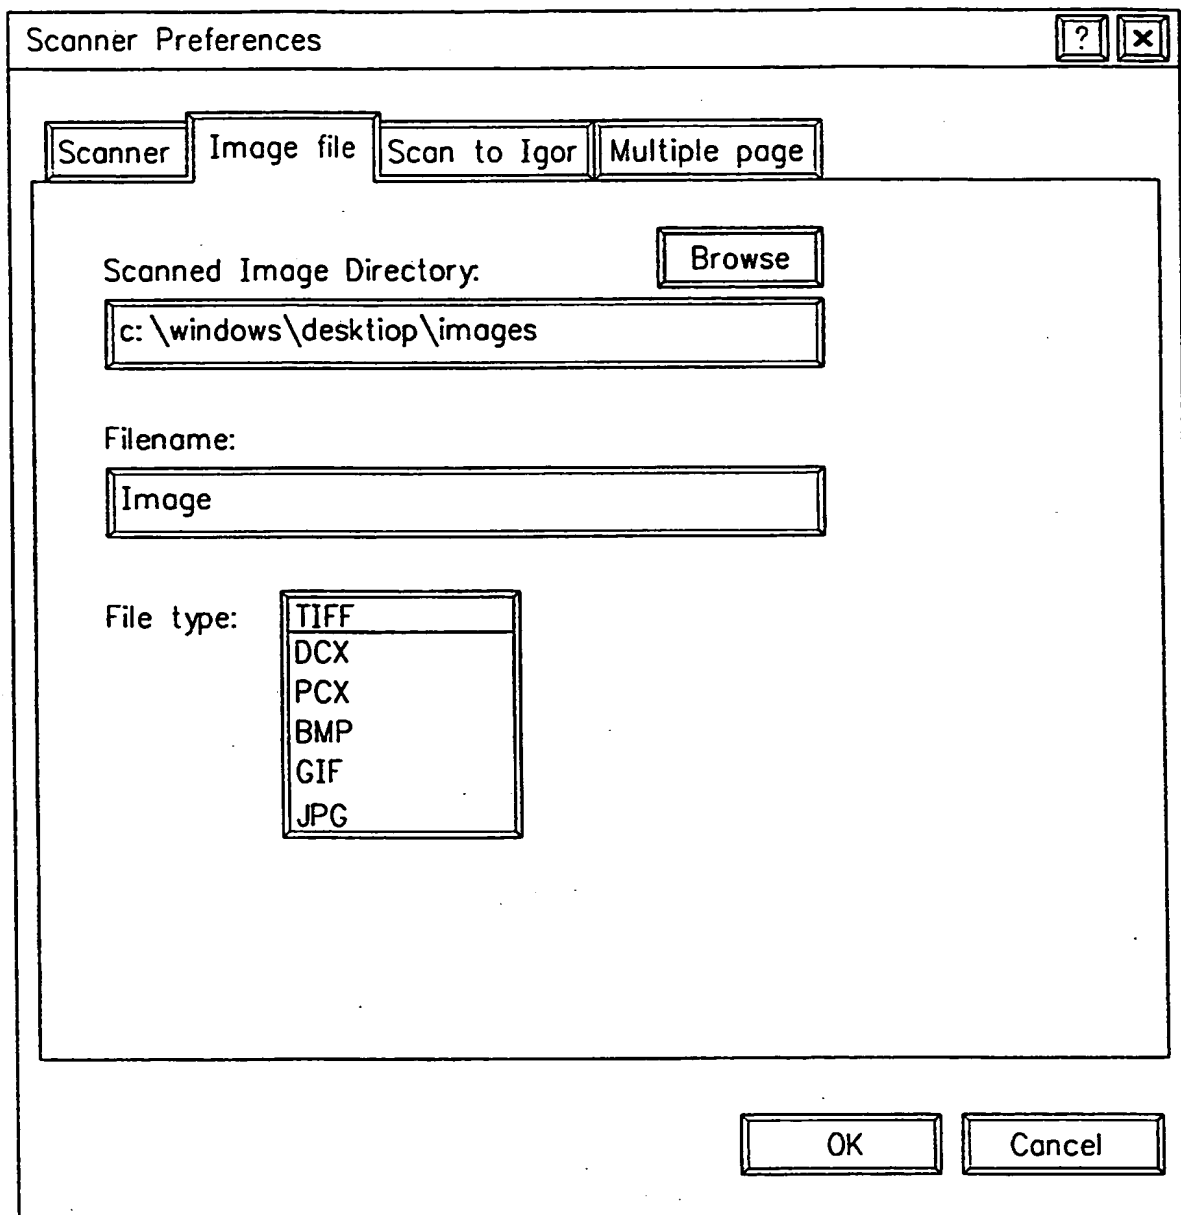 Scanner Preferences ? ×
Scanner Image file Scan to Igor Multiple page
Scanned Image Directory: Browse
c:\windows\desktiop\images
Filename:
Image
File type: TIFF
DCX
PCX
BMP
GIF
JPG
OK Cancel